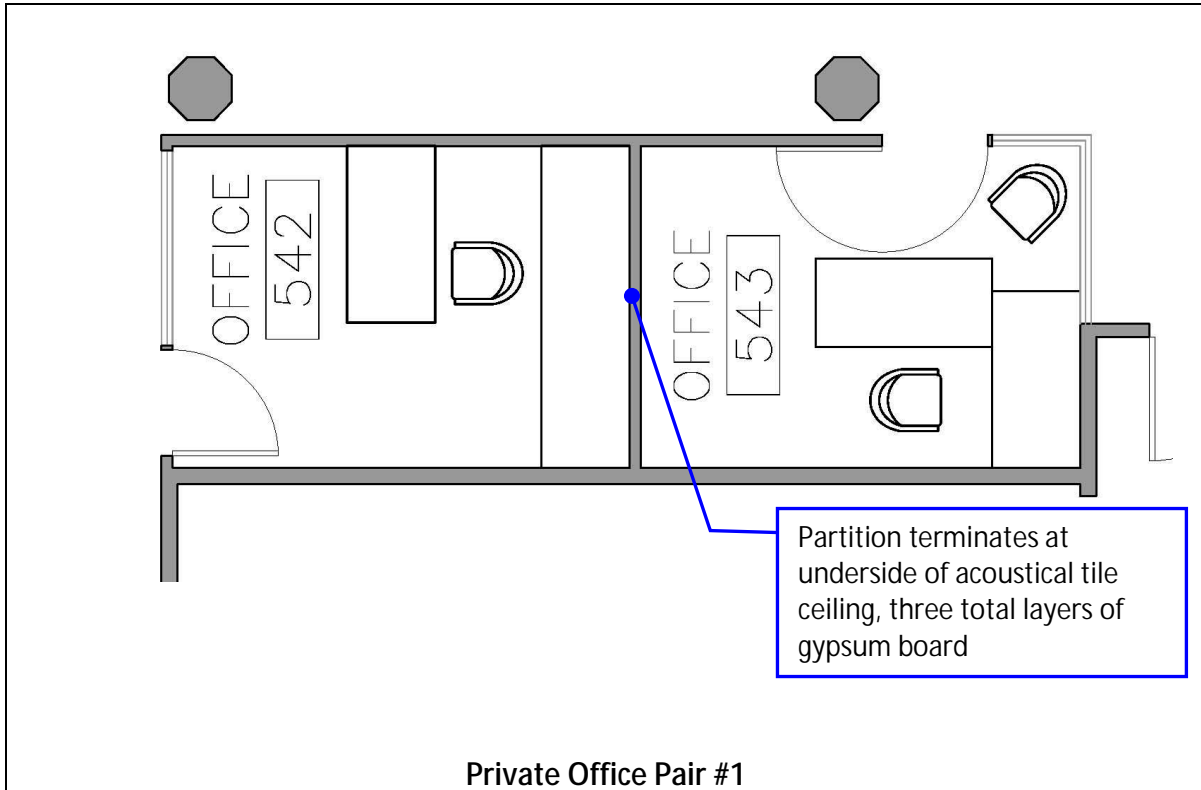 OFFICE
542
OFFICE
543
Partition terminates at
underside of acoustical tile
ceiling, three total layers of
gypsum board
Private Office Pair #1